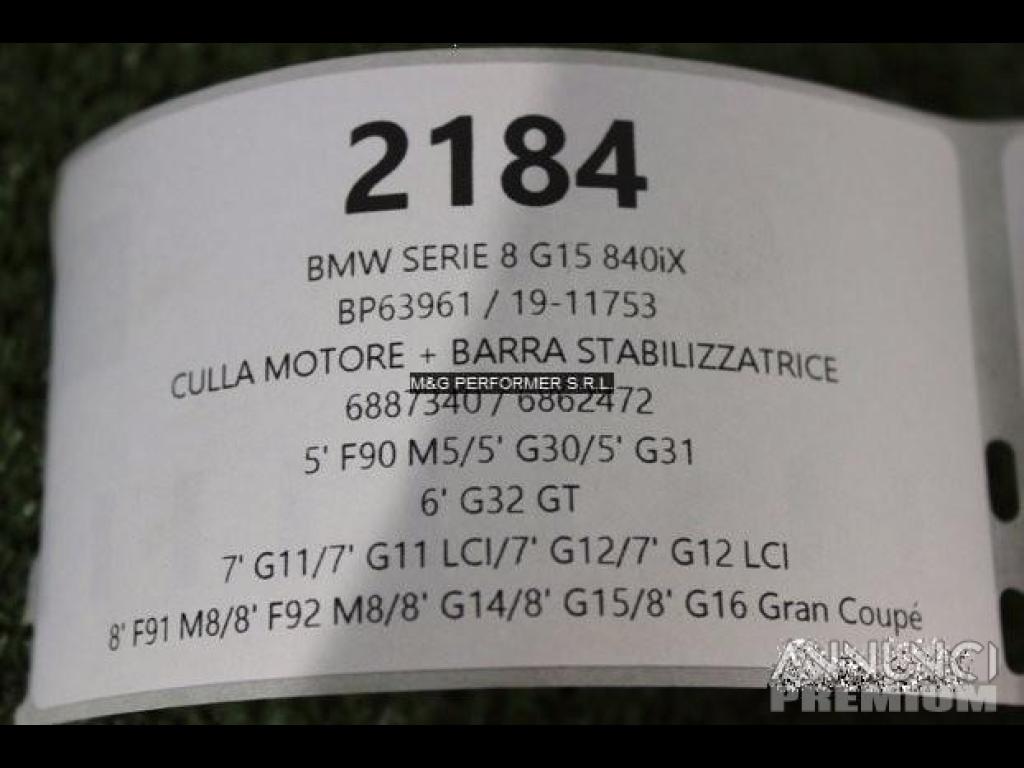 2184
BMW SERIE 8 G15 840iX
BP63961 / 19-11753
CULLA MOTORE + BARRA STABILIZZATRICE
M&G PERFORMER S.R.L.
6887340 / 6862472
5' F90 M5/5' G30/5' G31
6' G32 GT
7' G11/7' G11 LCI/7' G12/7' G12 LCI
8' F91 M8/8' F92 M8/8' G14/8' G15/8' G16 Gran Coupé
ANNUNCI
PREMIUM